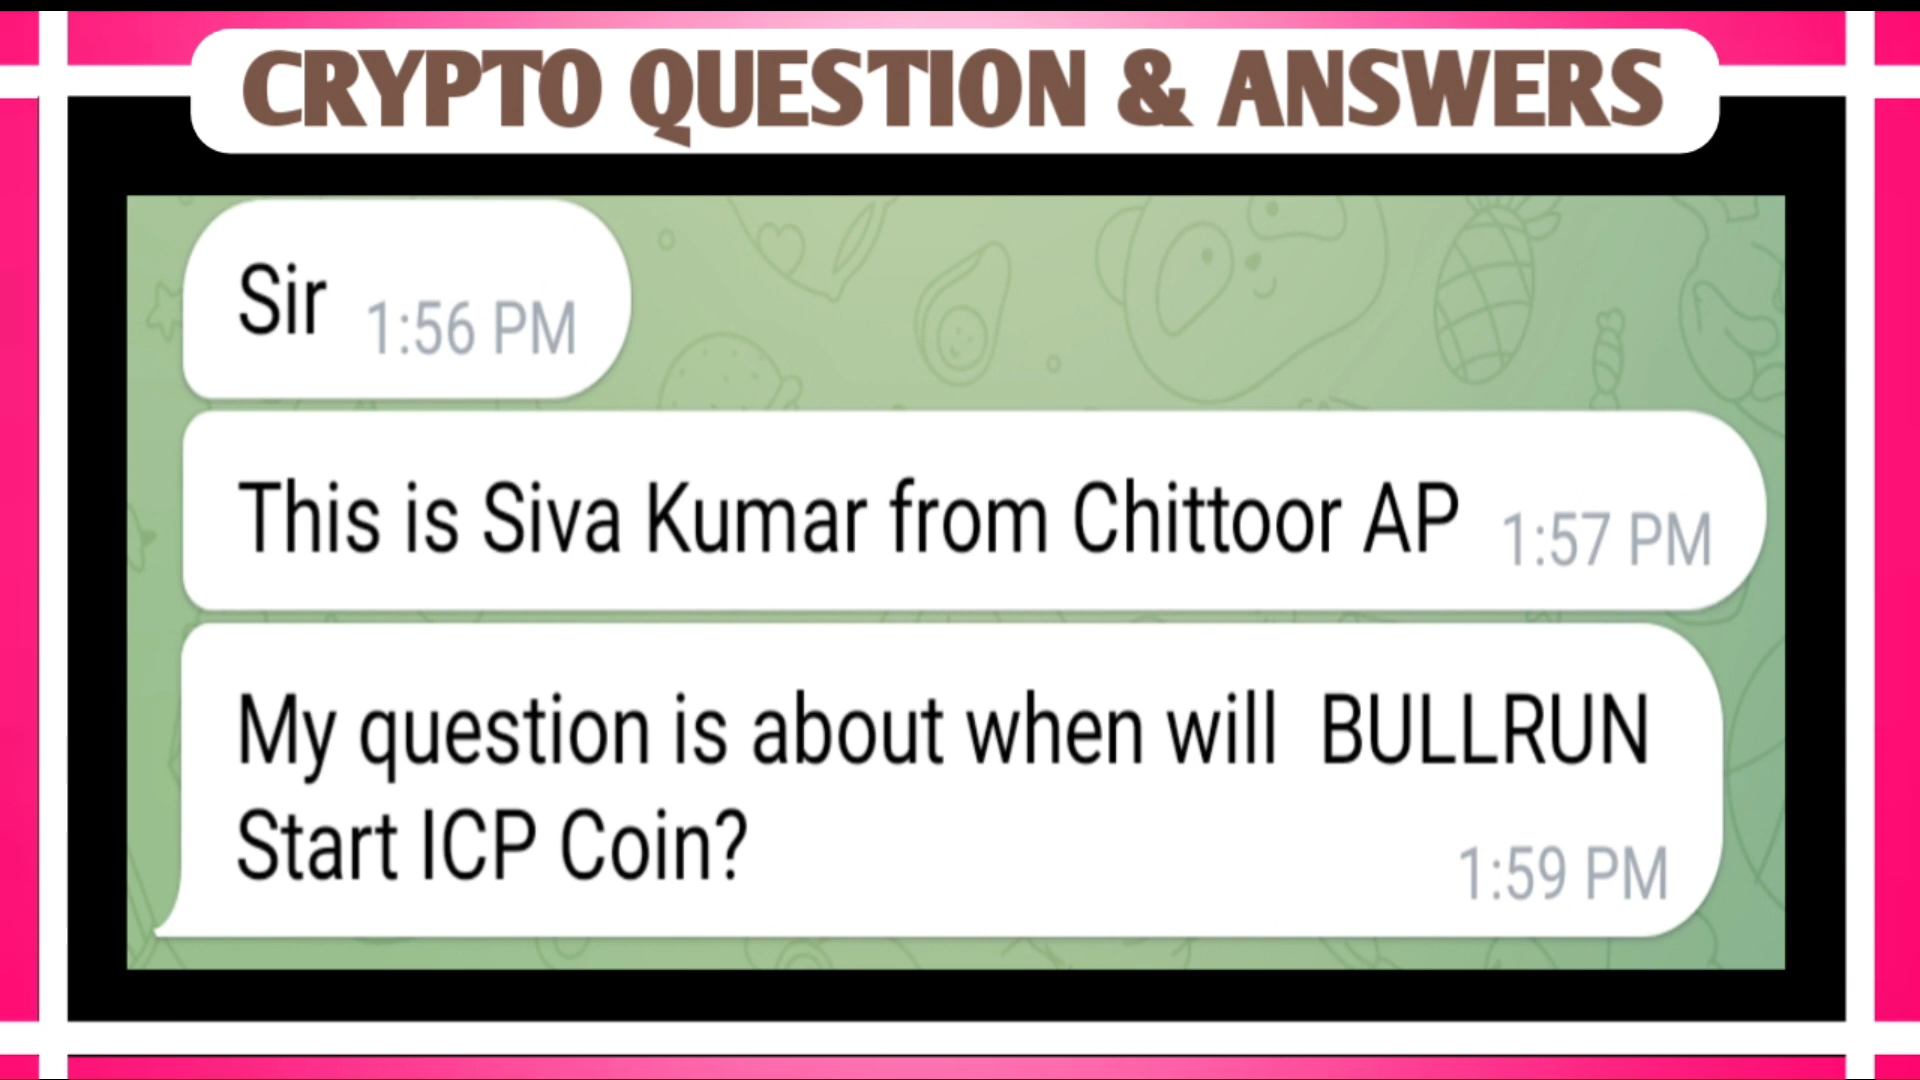 CRYPTO QUESTION & ANSWERS
Sir 1:56 PM
This is Siva Kumar from Chittoor AP 1:57 PM
My question is about when will BULLRUN
Start ICP Coin?
1:59 PM